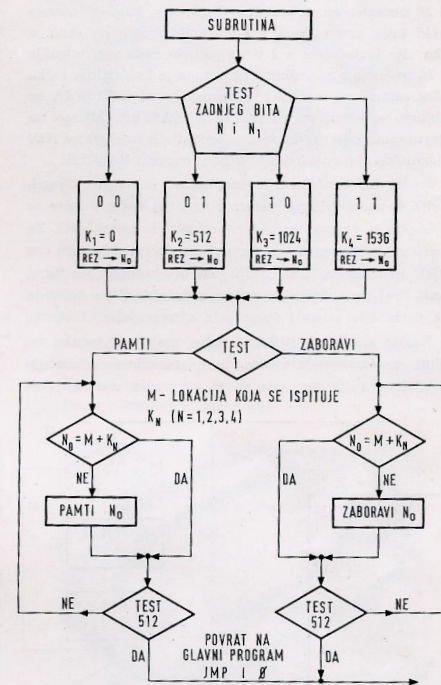 SUBRUTINA
TEST
ZADNJEG BITA
N i N₁
0 0
K₁ = 0
REZ → N₀
0 1
K₂ = 512
REZ → N₀
1 0
K₃ = 1024
REZ → N₀
1 1
K₄ = 1536
REZ → N₀
PAMTI
TEST
1
ZABORAVI
M - LOKACIJA KOJA SE ISPITUJE
K_N (N = 1,2,3,4)
N₀ = M + K_N
NE
DA
PAMTI N₀
N₀ = M + K_N
DA
NE
ZABORAVI N₀
NE
TEST
512
DA
TEST
512
NE
DA
POVRAT NA
GLAVNI PROGRAM
JMP I Ø